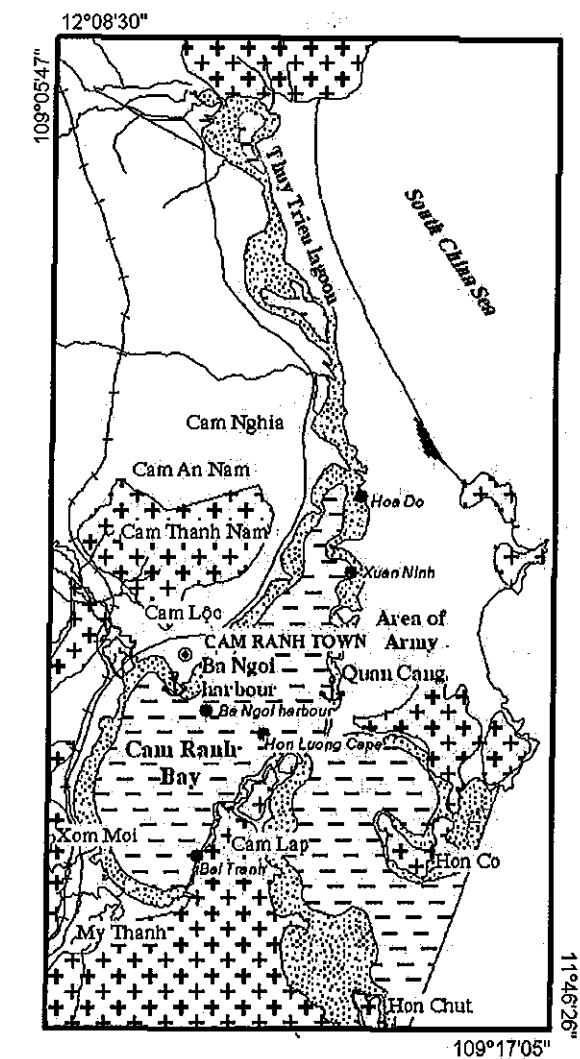 12°08'30"
109°05'47"
Thuy Trieu lagoon
South China Sea
Cam Nghia
Cam An Nam
Hoa Do
Cam Thanh Nam
Xuan Ninh
Cam Lôc
Area of
Army
CAM RANH TOWN
Ba Ngoi
harbour
Quan Cang
Ba Ngoi harbour
Hon Luong Cape
Cam Ranh
Bay
Xom Moi
Cam Lap
Hon Co
Bai Tranh
My Thanh
Hon Chut
11°46'26"
109°17'05"